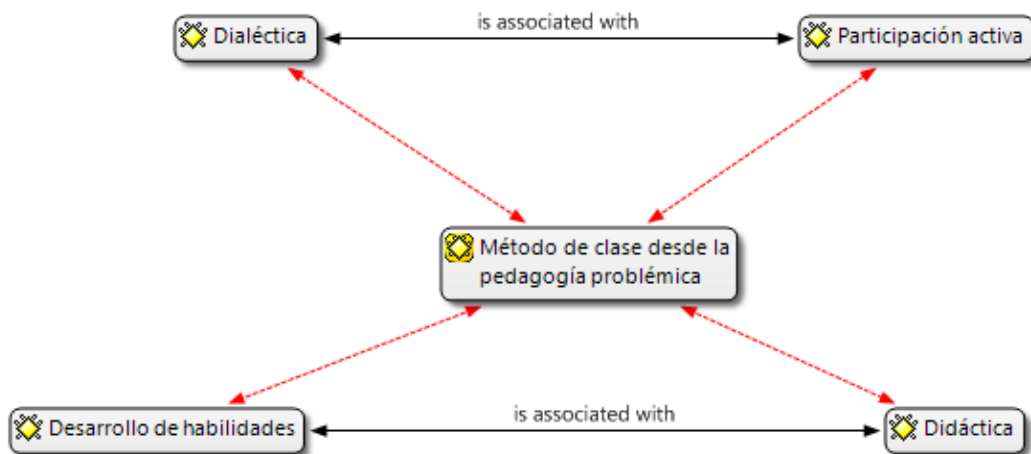 is associated with
Dialéctica
Participación activa
Método de clase desde la
pedagogía problémica
is associated with
Desarrollo de habilidades
Didáctica